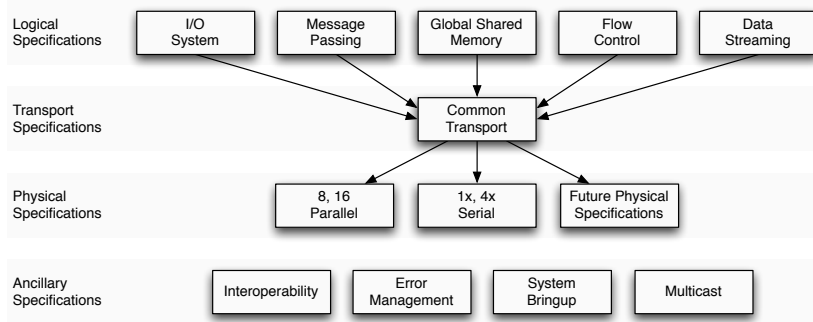 Logical
Specifications
I/O
System
Message
Passing
Global Shared
Memory
Flow
Control
Data
Streaming
Transport
Specifications
Common
Transport
Physical
Specifications
8, 16
Parallel
1x, 4x
Serial
Future Physical
Specifications
Ancillary
Specifications
Interoperability
Error
Management
System
Bringup
Multicast